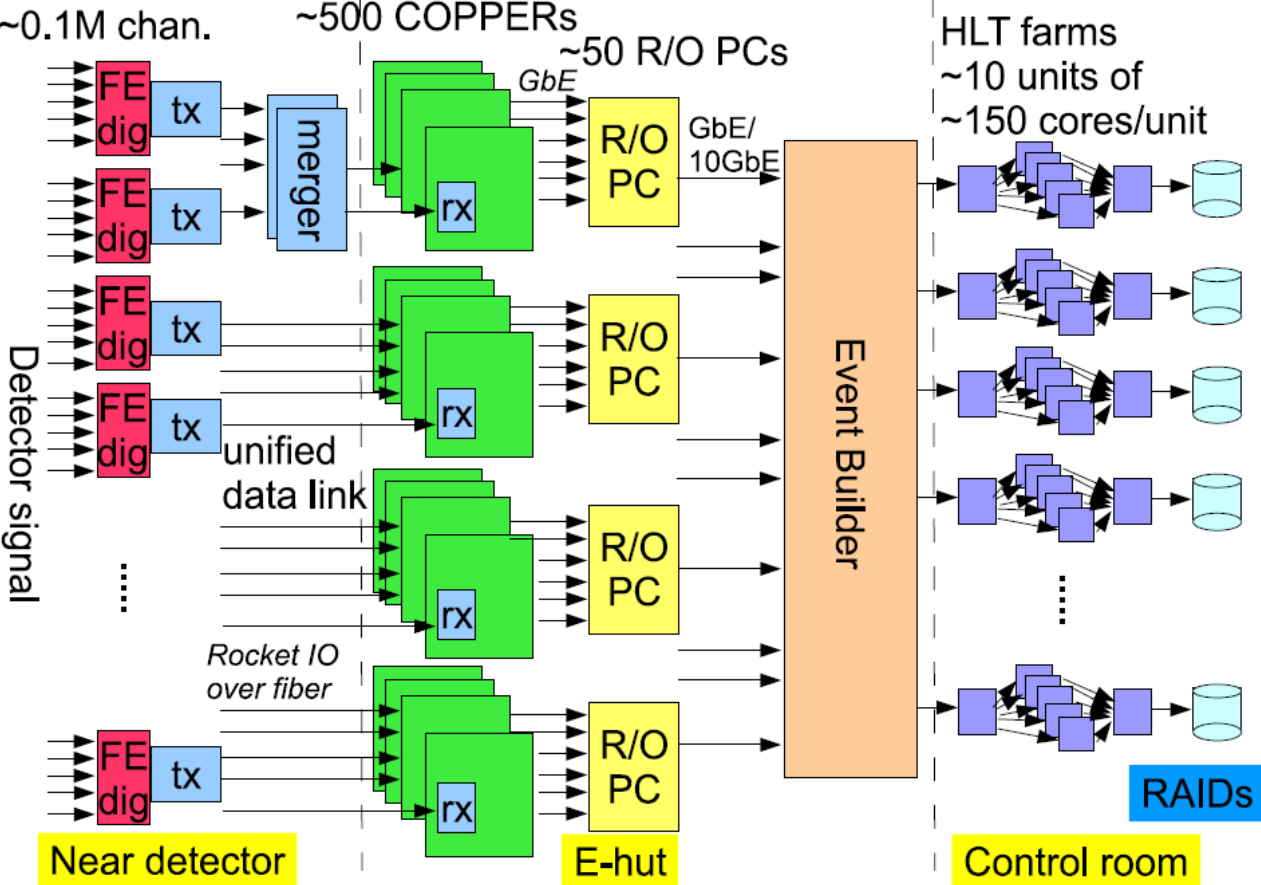 ~0.1M chan.
~500 COPPERs
~50 R/O PCs
HLT farms
~10 units of
~150 cores/unit
GbE
GbE/
10GbE
FE
dig
tx
merger
rx
R/O
PC
FE
dig
tx
FE
dig
tx
rx
R/O
PC
FE
dig
tx
Detector signal
unified
data link
Event Builder
rx
R/O
PC
Rocket IO
over fiber
FE
dig
tx
rx
R/O
PC
RAIDs
Near detector
E-hut
Control room